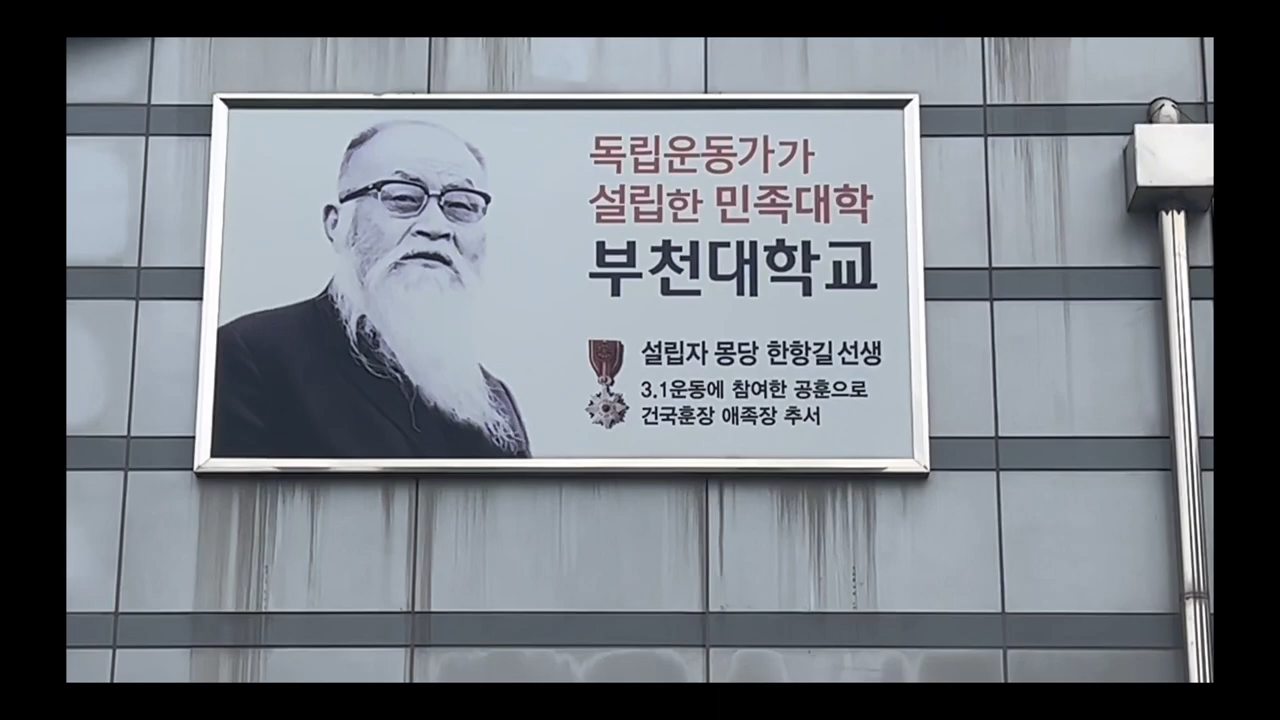 독립운동가가
설립한 민족대학
부천대학교
설립자 몽당 한항길 선생
3.1운동에 참여한 공훈으로
건국훈장 애족장 추서